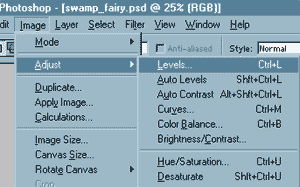 Photoshop - [swamp_fairy.psd @ 25% (RGB)]
Edit Image Layer Select Filter View Window Help
Anti-aliased Style: Normal
Mode
Adjust
Duplicate...
Apply Image...
Calculations...
Image Size...
Canvas Size...
Rotate Canvas
Crop
Levels... Ctrl+L
Auto Levels Shft+Ctrl+L
Auto Contrast Alt+Shft+Ctrl+L
Curves... Ctrl+M
Color Balance... Ctrl+B
Brightness/Contrast...
Hue/Saturation... Ctrl+U
Desaturate Shft+Ctrl+U